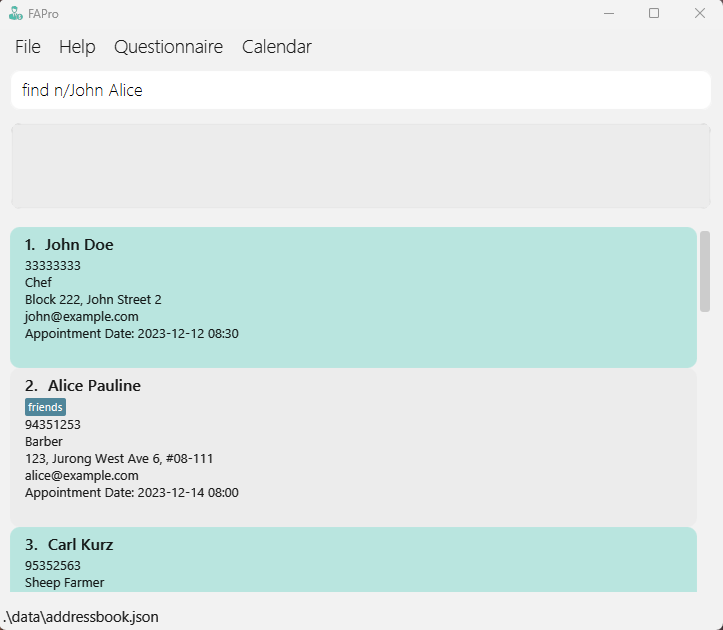 FAPro
File Help Questionnaire Calendar
find n/John Alice
1. John Doe
33333333
Chef
Block 222, John Street 2
john@example.com
Appointment Date: 2023-12-12 08:30
2. Alice Pauline
friends
94351253
Barber
123, Jurong West Ave 6, #08-111
alice@example.com
Appointment Date: 2023-12-14 08:00
3. Carl Kurz
95352563
Sheep Farmer
.\data\addressbook.json